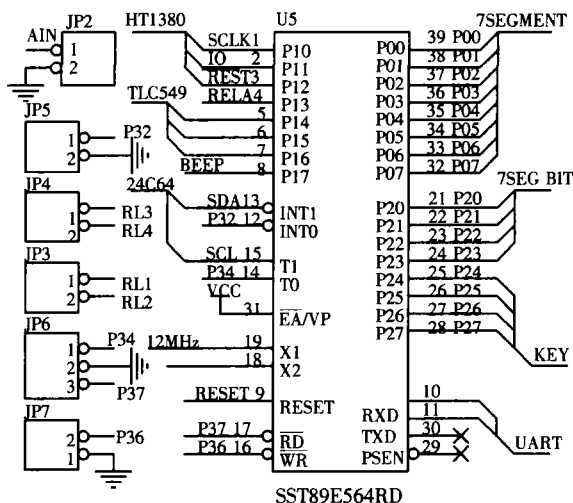 JP2
AIN
1
2
JP5
1
2
P32
JP4
1
2
RL3
RL4
JP3
1
2
RL1
RL2
JP6
1
2
3
P34
P37
JP7
2
1
P36
HT1380
TLC549
24C64
U5
SCLK1 P10
IO 2 P11
REST3 P12
RELA4 P13
5 P14
6 P15
7 P16
BEEP 8 P17
SDA13 INT1
P32 12 INT0
SCL 15 T1
P34 14 T0
VCC
31 EA/VP
12MHz 19 X1
18 X2
RESET 9 RESET
P37 17 RD
P36 16 WR
7SEGMENT
P00 39 P00
P01 38 P01
P02 37 P02
P03 36 P03
P04 35 P04
P05 34 P05
P06 33 P06
P07 32 P07
7SEG BIT
P20 21 P20
P21 22 P21
P22 23 P22
P23 24 P23
P24 25 P24
P25 26 P25
P26 27 P26
P27 28 P27
KEY
10
RXD 11
TXD 30
PSEN 29
UART
SST89E564RD